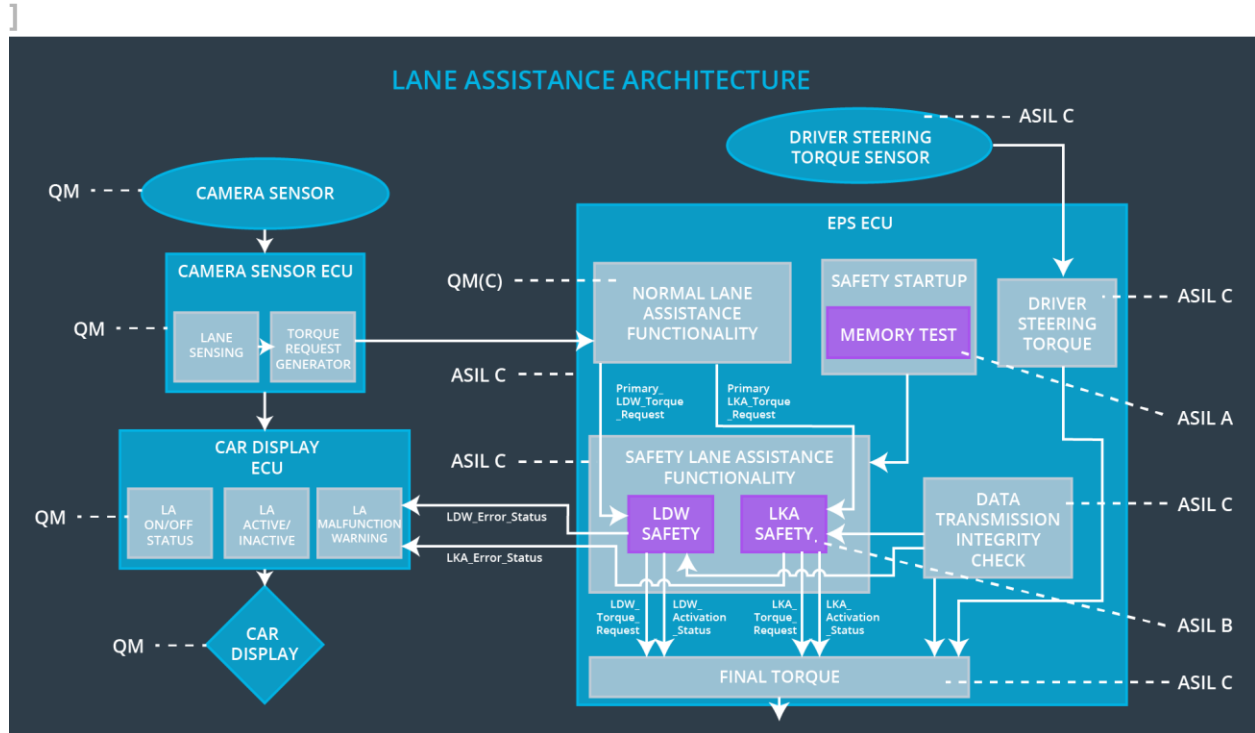 ]
LANE ASSISTANCE ARCHITECTURE
ASIL C
DRIVER STEERING
TORQUE SENSOR
QM
CAMERA SENSOR
EPS ECU
CAMERA SENSOR ECU
QM(C)
NORMAL LANE
ASSISTANCE
FUNCTIONALITY
SAFETY STARTUP
MEMORY TEST
DRIVER
STEERING
TORQUE
ASIL C
QM
LANE
SENSING
TORQUE
REQUEST
GENERATOR
ASIL C
Primary_
LDW_Torque
_Request
Primary
LKA_Torque
_Request
ASIL A
CAR DISPLAY
ECU
ASIL C
SAFETY LANE ASSISTANCE
FUNCTIONALITY
QM
LA
ON/OFF
STATUS
LA
ACTIVE/
INACTIVE
LA
MALFUNCTION
WARNING
LDW_Error_Status
LKA_Error_Status
LDW
SAFETY
LKA
SAFETY
DATA
TRANSMISSION
INTEGRITY
CHECK
ASIL C
LDW_
Torque_
Request
LDW_
Activation
_Status
LKA_
Torque_
Request
LKA_
Activation
_Status
ASIL B
QM
CAR
DISPLAY
FINAL TORQUE
ASIL C